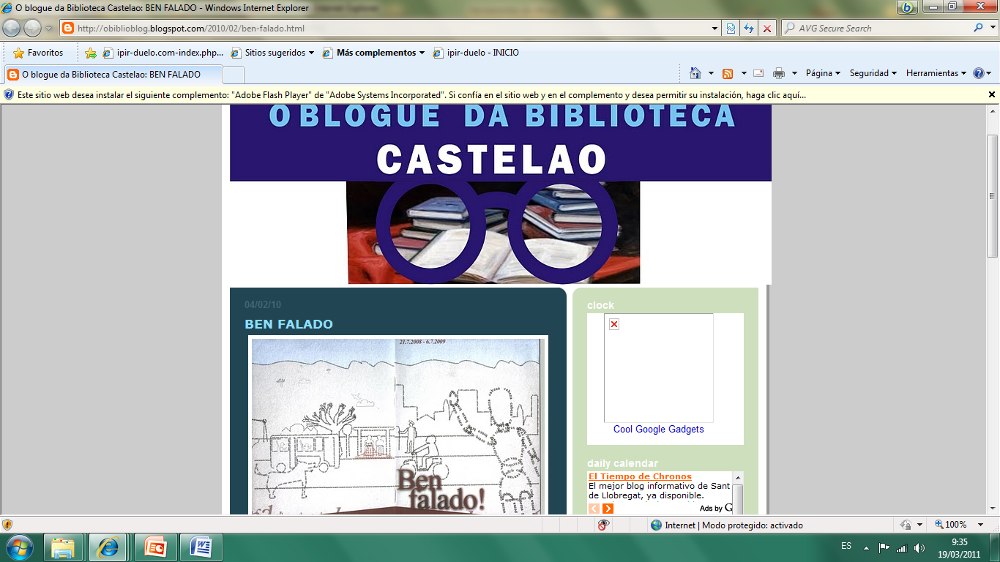 O blogue da Biblioteca Castelao: BEN FALADO - Windows Internet Explorer
http://obiblioblog.blogspot.com/2010/02/ben-falado.html
AVG Secure Search
Favoritos
ipir-duelo.com-index.php...
Sitios sugeridos
Más complementos
ipir-duelo - INICIO
O blogue da Biblioteca Castelao: BEN FALADO
Página
Seguridad
Herramientas
Este sitio web desea instalar el siguiente complemento: "Adobe Flash Player" de "Adobe Systems Incorporated". Si confía en el sitio web y en el complemento y desea permitir su instalación, haga clic aquí...
O BLOGUE DA BIBLIOTECA
CASTELAO
04/02/10
BEN FALADO
21.7.2008 - 6.7.2009
cabeza cabeza
Ben
falado!
clock
Cool Google Gadgets
daily calendar
El Tiempo de Chronos
El mejor blog informativo de Sant
de Llobregat, ya disponible.
Ads by G
Internet | Modo protegido: activado
100%
ES
9:35
19/03/2011